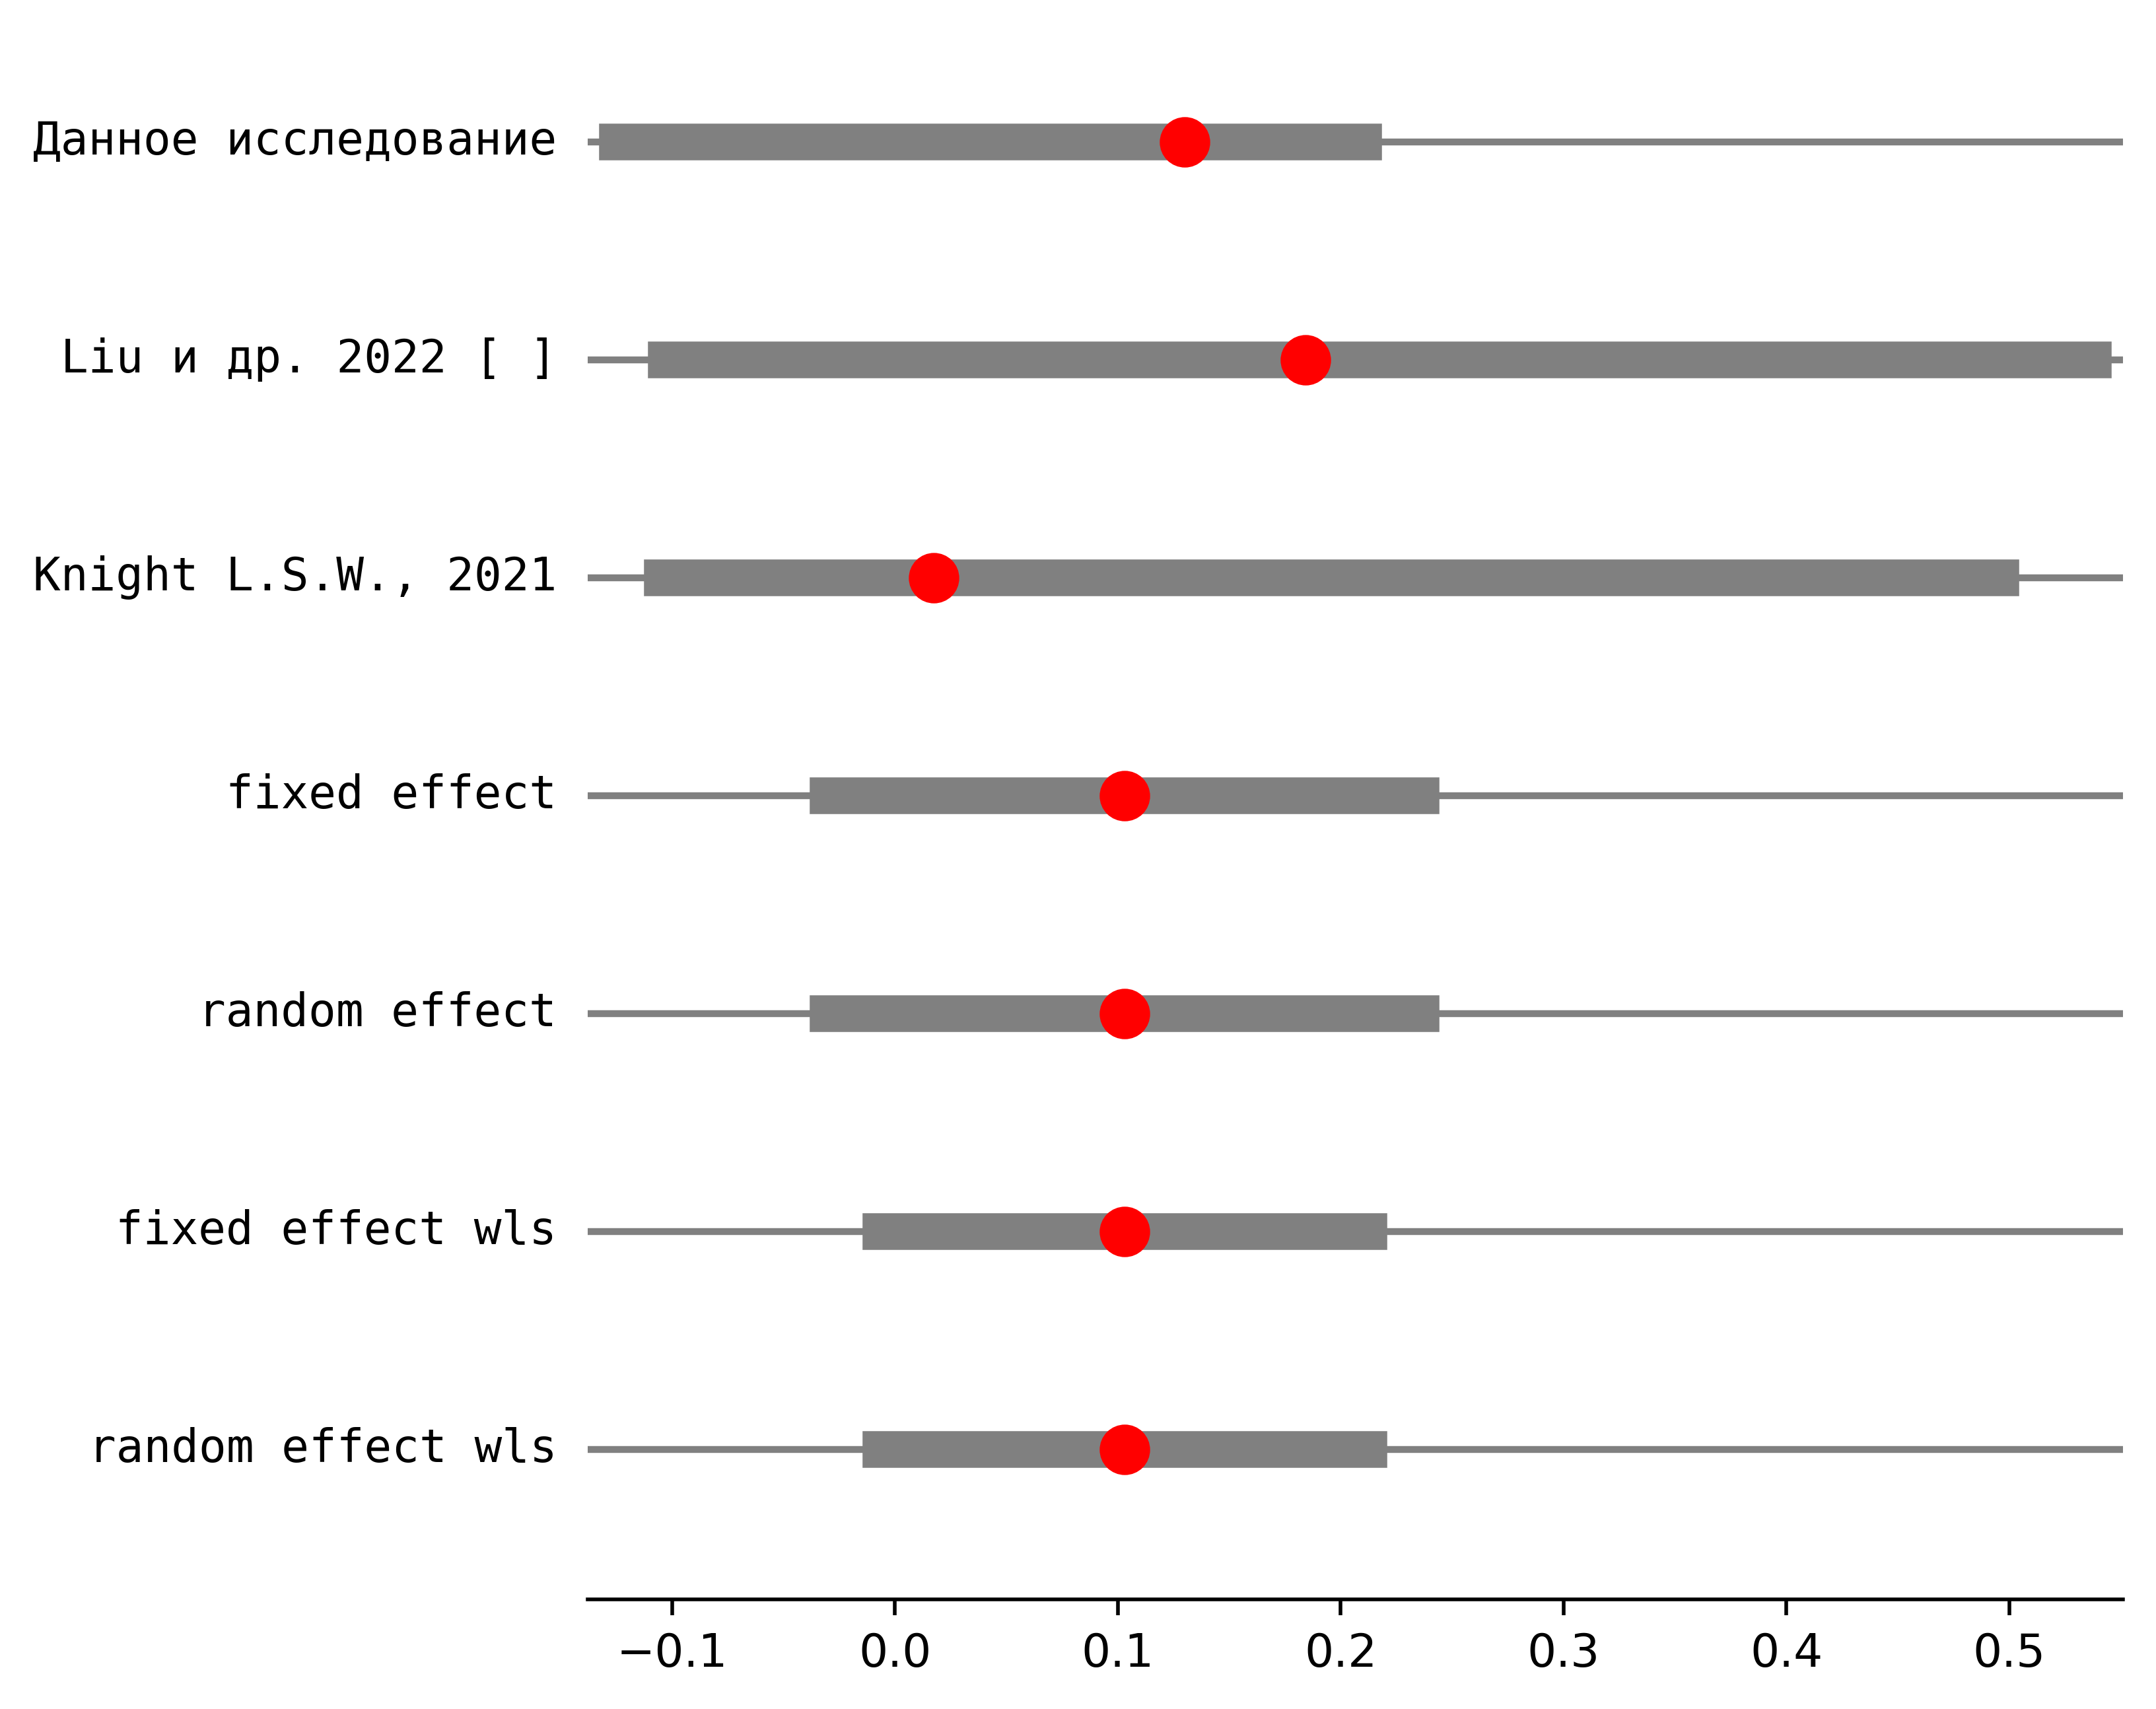 Данное исследование
Liu и др. 2022 [ ]
Knight L.S.W., 2021
fixed effect
random effect
fixed effect wls
random effect wls
−0.1 0.0 0.1 0.2 0.3 0.4 0.5